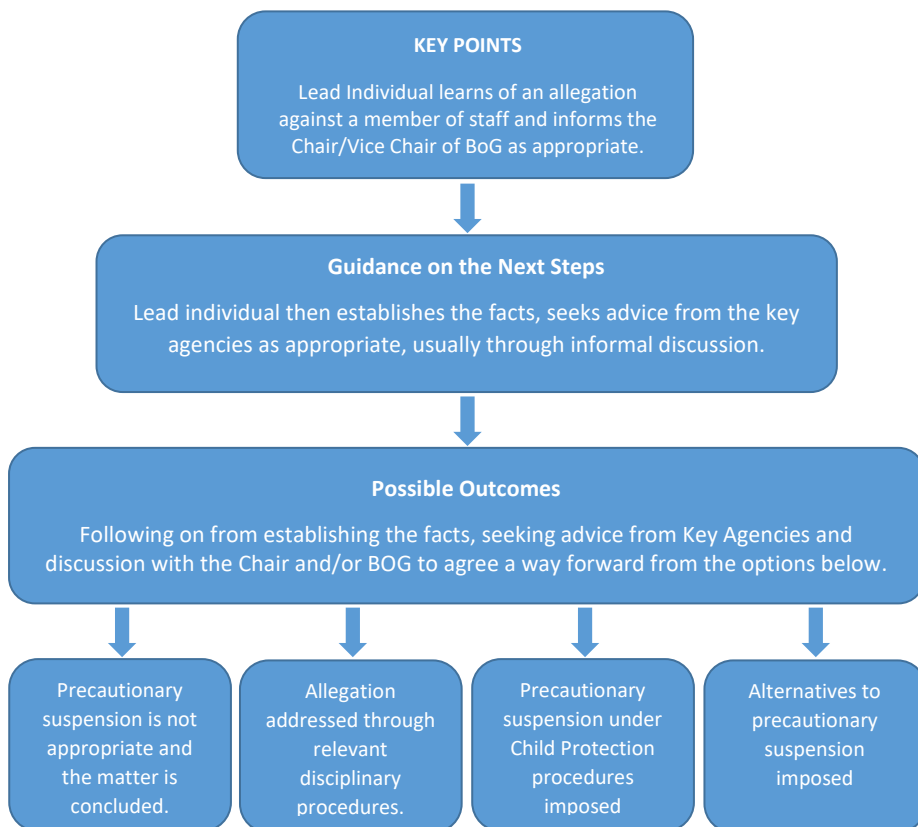 KEY POINTS
Lead Individual learns of an allegation
against a member of staff and informs the
Chair/Vice Chair of BoG as appropriate.
Guidance on the Next Steps
Lead individual then establishes the facts, seeks advice from the key
agencies as appropriate, usually through informal discussion.
Possible Outcomes
Following on from establishing the facts, seeking advice from Key Agencies and
discussion with the Chair and/or BOG to agree a way forward from the options below.
Precautionary
suspension is not
appropriate and
the matter is
concluded.
Allegation
addressed through
relevant
disciplinary
procedures.
Precautionary
suspension under
Child Protection
procedures
imposed
Alternatives to
precautionary
suspension
imposed